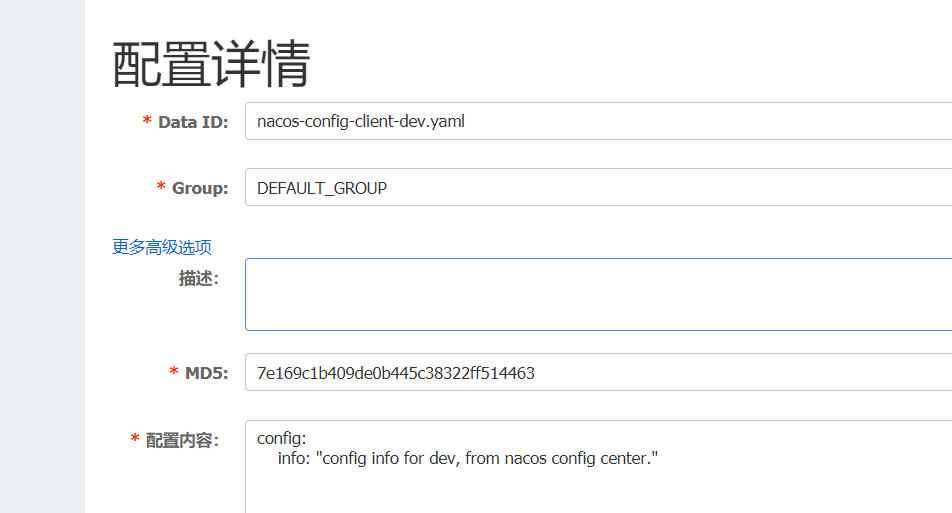 配置详情
* Data ID: nacos-config-client-dev.yaml
* Group: DEFAULT_GROUP
更多高级选项
描述:
* MD5: 7e169c1b409de0b445c38322ff514463
* 配置内容: config:
info: "config info for dev, from nacos config center."